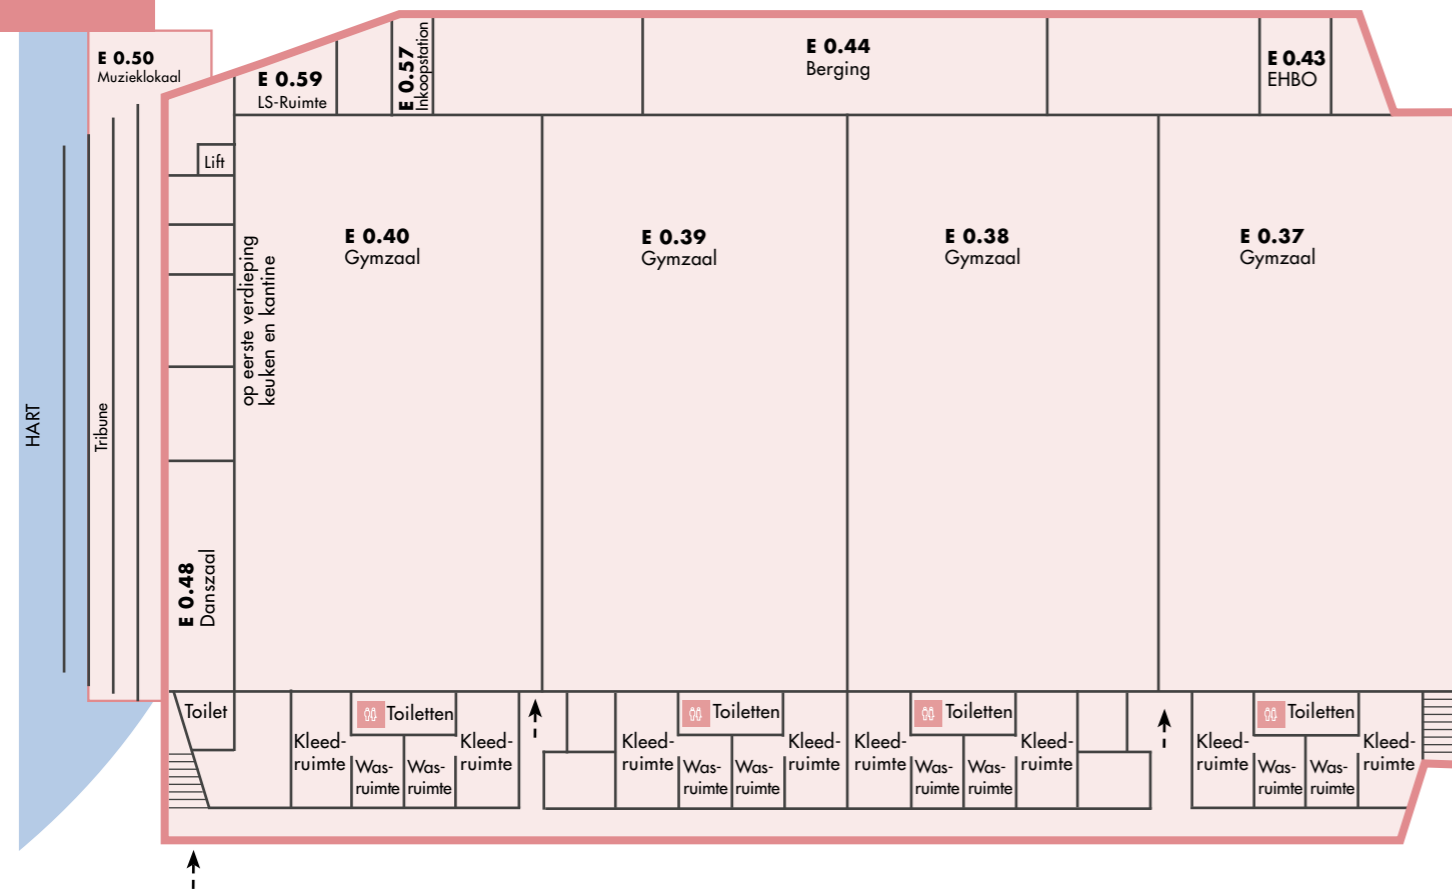 E 0.50
Muzieklokaal
E 0.59
LS-Ruimte
E 0.57
Inkoopstation
E 0.44
Berging
E 0.43
EHBO
Lift
E 0.40
Gymzaal
E 0.39
Gymzaal
E 0.38
Gymzaal
E 0.37
Gymzaal
op eerste verdieping
keuken en kantine
HART
Tribune
E 0.48
Danszaal
Toilet
Kleed-
ruimte
Toiletten
Was-
ruimte
Was-
ruimte
Kleed-
ruimte
Kleed-
ruimte
Toiletten
Was-
ruimte
Was-
ruimte
Kleed-
ruimte
Kleed-
ruimte
Toiletten
Was-
ruimte
Was-
ruimte
Kleed-
ruimte
Kleed-
ruimte
Toiletten
Was-
ruimte
Was-
ruimte
Kleed-
ruimte